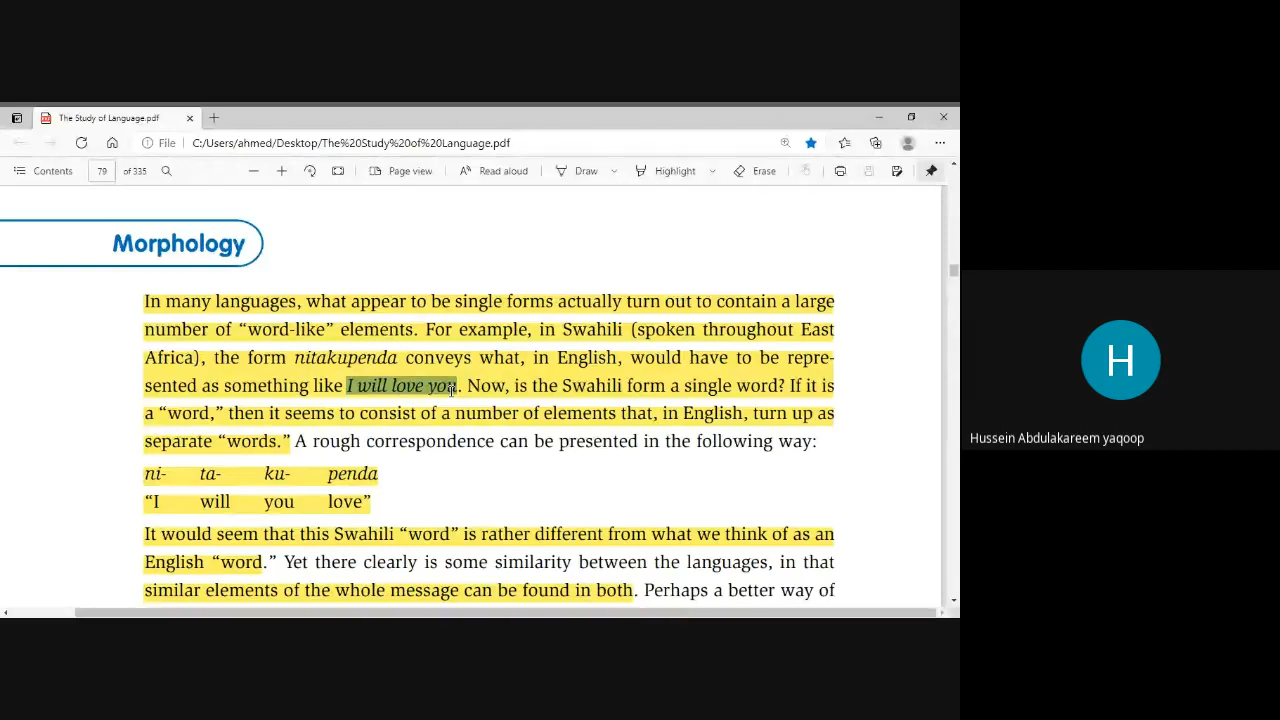 The Study of Language.pdf
File C:/Users/ahmed/Desktop/The%20Study%20of%20Language.pdf
Contents 79 of 335 Page view Read aloud Draw Highlight Erase
Morphology
In many languages, what appear to be single forms actually turn out to contain a large
number of “word-like” elements. For example, in Swahili (spoken throughout East
Africa), the form nitakupenda conveys what, in English, would have to be repre-
sented as something like I will love you. Now, is the Swahili form a single word? If it is
a “word,” then it seems to consist of a number of elements that, in English, turn up as
separate “words.” A rough correspondence can be presented in the following way:
ni- ta- ku- penda
“I will you love”
It would seem that this Swahili “word” is rather different from what we think of as an
English “word.” Yet there clearly is some similarity between the languages, in that
similar elements of the whole message can be found in both. Perhaps a better way of
H
Hussein Abdulakareem yaqoop